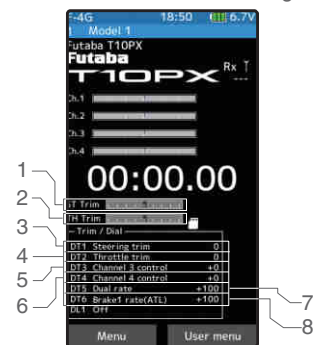 F-4G 18:50 6.7V
1 Model 1
Futaba T10PX
Futaba
T10PX
Rx
---
Ch.1
Ch.2
Ch.3
Ch.4
00:00.00
1
ST Trim
2
TH Trim
3
Trim / Dial
DT1 Steering trim 0
4
DT2 Throttle trim 0
5
DT3 Channel 3 control +0
6
DT4 Channel 4 control +0
DT5 Dual rate +100
7
DT6 Brake1 rate(ATL) +100
8
DL1 Off
Menu User menu